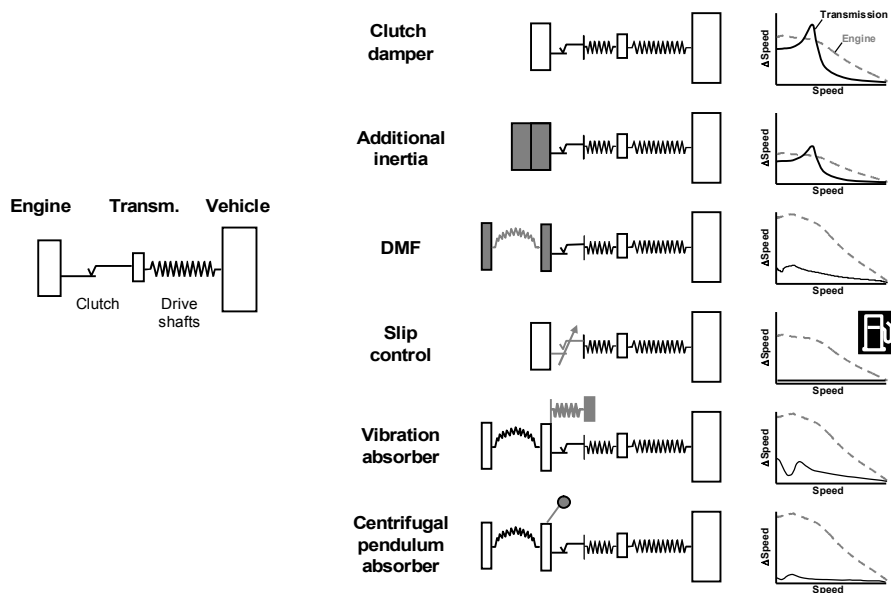 Engine Transm. Vehicle
Clutch
Drive
shafts
Clutch
damper
ΔSpeed
Transmission
Engine
Speed
Additional
inertia
ΔSpeed
Speed
DMF
ΔSpeed
Speed
Slip
control
ΔSpeed
Speed
Vibration
absorber
ΔSpeed
Speed
Centrifugal
pendulum
absorber
ΔSpeed
Speed